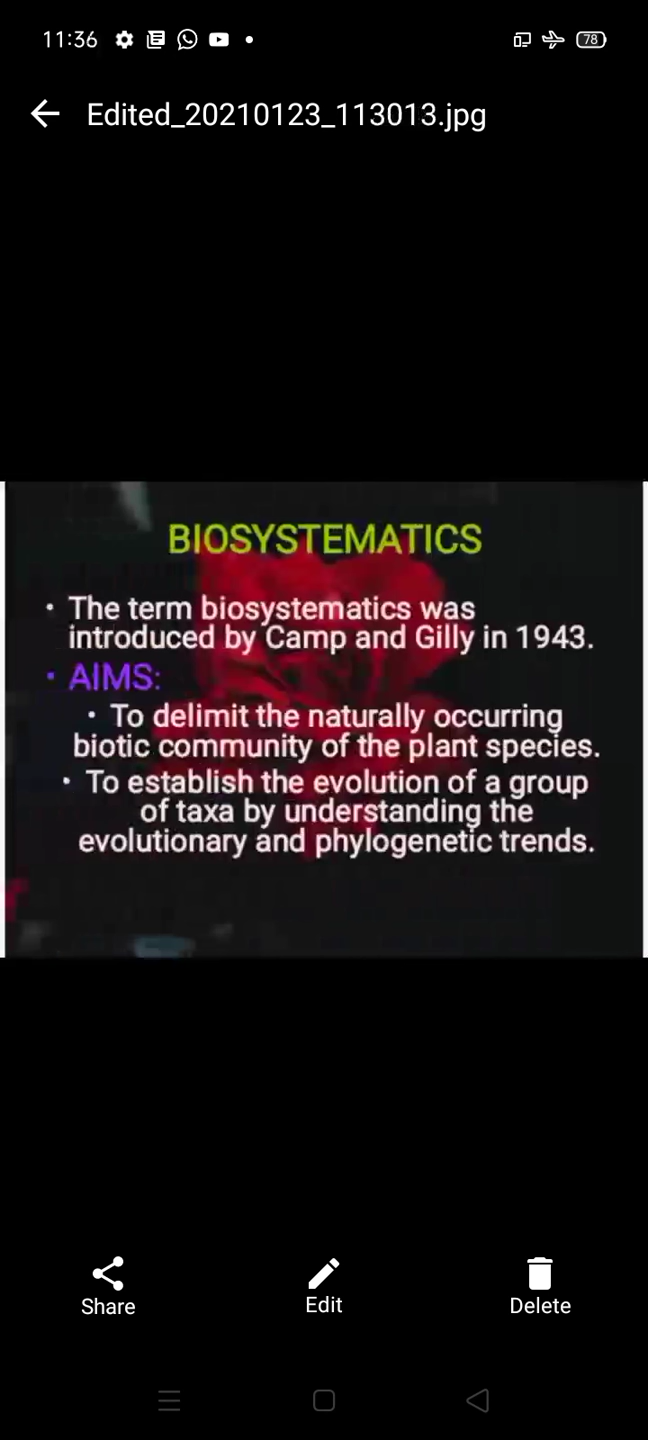 11:36
78
Edited_20210123_113013.jpg
BIOSYSTEMATICS
• The term biosystematics was
introduced by Camp and Gilly in 1943.
• AIMS:
• To delimit the naturally occurring
biotic community of the plant species.
• To establish the evolution of a group
of taxa by understanding the
evolutionary and phylogenetic trends.
Share Edit Delete